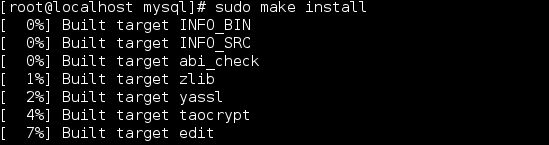 [root@localhost mysql]# sudo make install
[  0%] Built target INFO_BIN
[  0%] Built target INFO_SRC
[  0%] Built target abi_check
[  1%] Built target zlib
[  2%] Built target yassl
[  4%] Built target taocrypt
[  7%] Built target edit